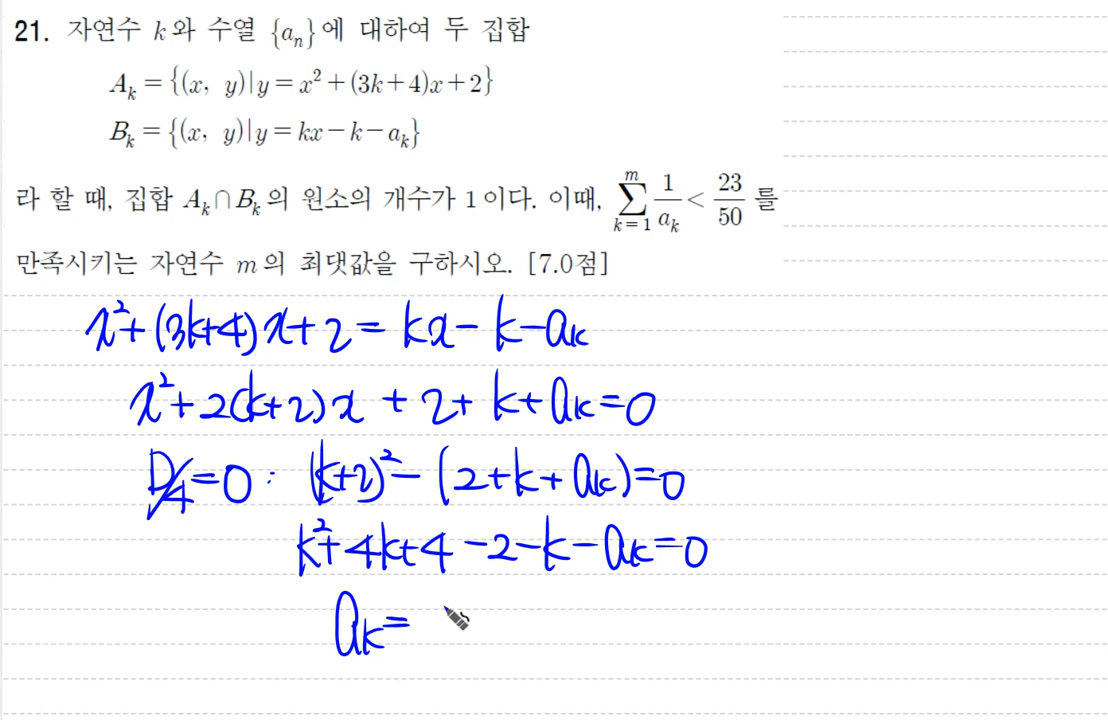 21. 자연수 k와 수열 {aₙ}에 대하여 두 집합
Aₖ = {(x, y)|y = x² + (3k+4)x + 2}
Bₖ = {(x, y)|y = kx − k − aₖ}
라 할 때, 집합 Aₖ∩Bₖ의 원소의 개수가 1이다. 이때, ∑_{k=1}^{m} 1/aₖ < 23/50 를
만족시키는 자연수 m의 최댓값을 구하시오. [7.0점]
x² + (3k+4)x + 2 = kx − k − aₖ
x² + 2(k+2)x + 2 + k + aₖ = 0
D/4 = 0 : (k+2)² − (2+k+aₖ) = 0
k² + 4k + 4 − 2 − k − aₖ = 0
aₖ =